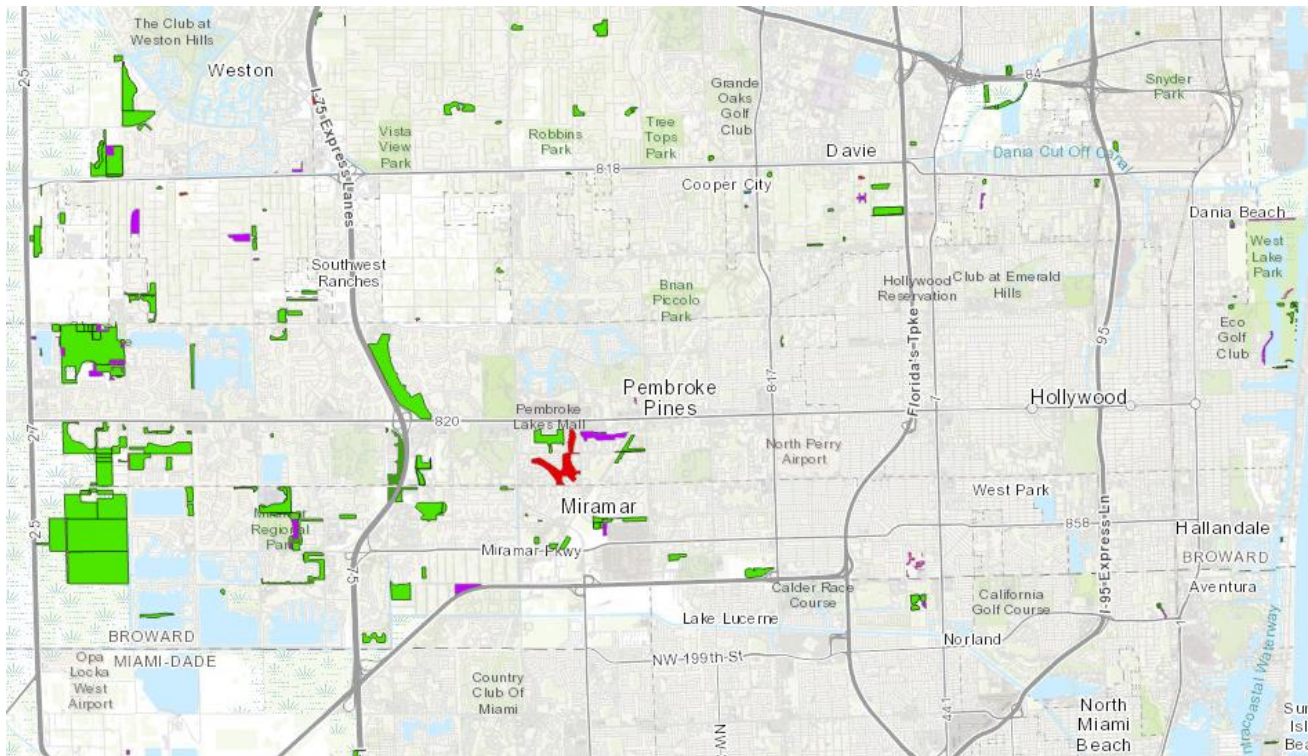 The Club at
Weston Hills
25
Weston
84
Snyder
Park
Grande
Oaks
Golf
Club
I-75-Express-Lanes
Vista
View
Park
Robbins
Park
Tree
Tops
Park
Davie
Dania Cut Off Canal
818
Cooper City
Dania Beach
West
Lake
Park
Southwest
Ranches
Brian
Piccolo
Park
Hollywood
Reservation
Club at Emerald
Hills
Florida's-Tpke
95
Eco
Golf
Club
817
7
Pembroke
Pines
Hollywood
Pembroke
Lakes Mall
820
27
North Perry
Airport
Miramar
West Park
Regional
Park
858
Hallandale
25
Miramar-Pkwy
BROWARD
75
I-95-Express-Ln
Calder Race
Course
California
Golf Course
Aventura
Lake Lucerne
1
BROWARD
MIAMI-DADE
Norland
NW-199th-St
Opa
Locka
West
Airport
Country
Club Of
Miami
441
North
Miami
Beach